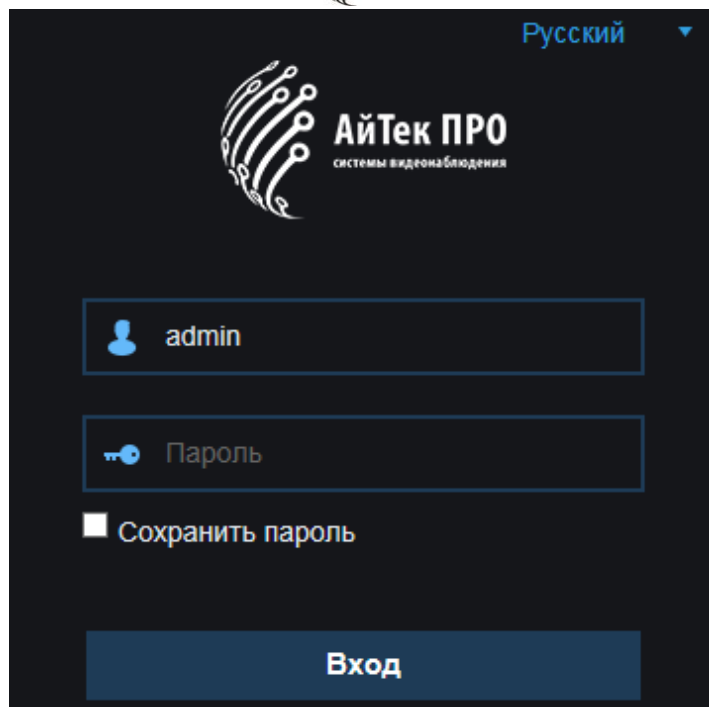 Русский
АйТек ПРО
системы видеонаблюдения
admin
Пароль
Сохранить пароль
Вход